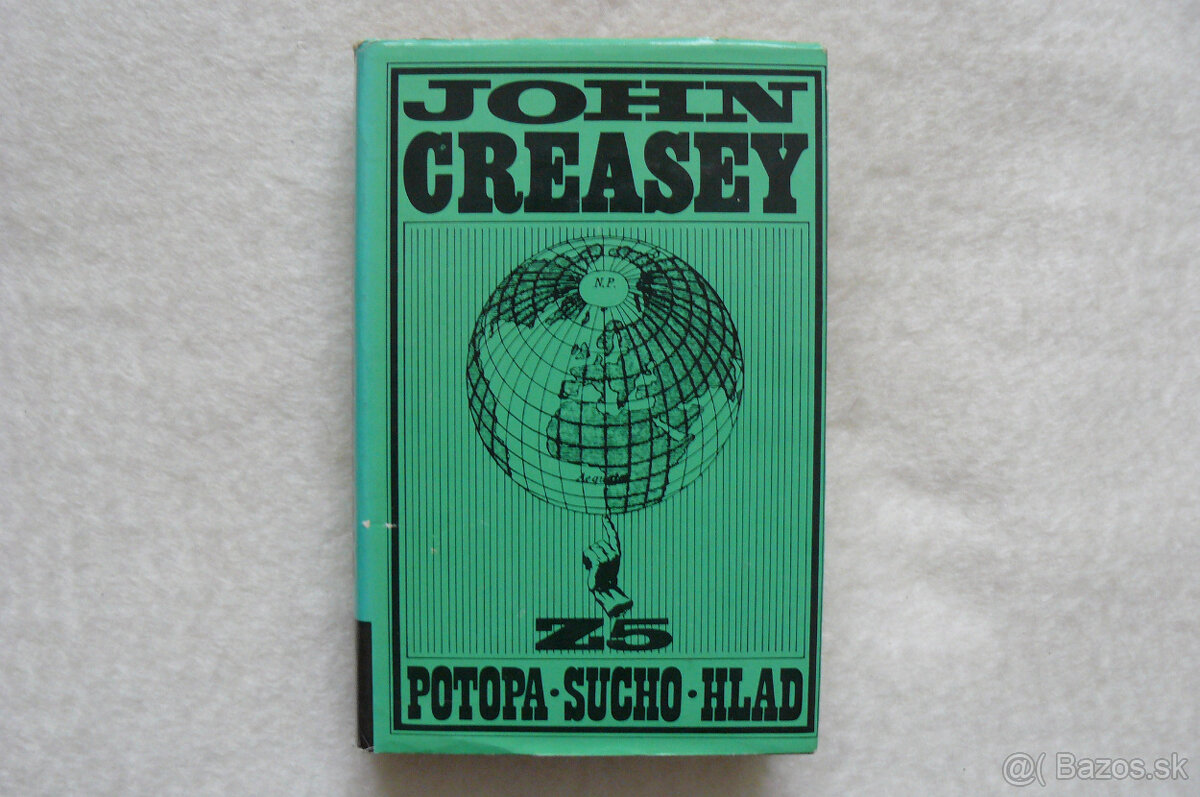 JOHN
CREASEY
N.P.
Z5
POTOPA·SUCHO·HLAD
@( Bazos.sk